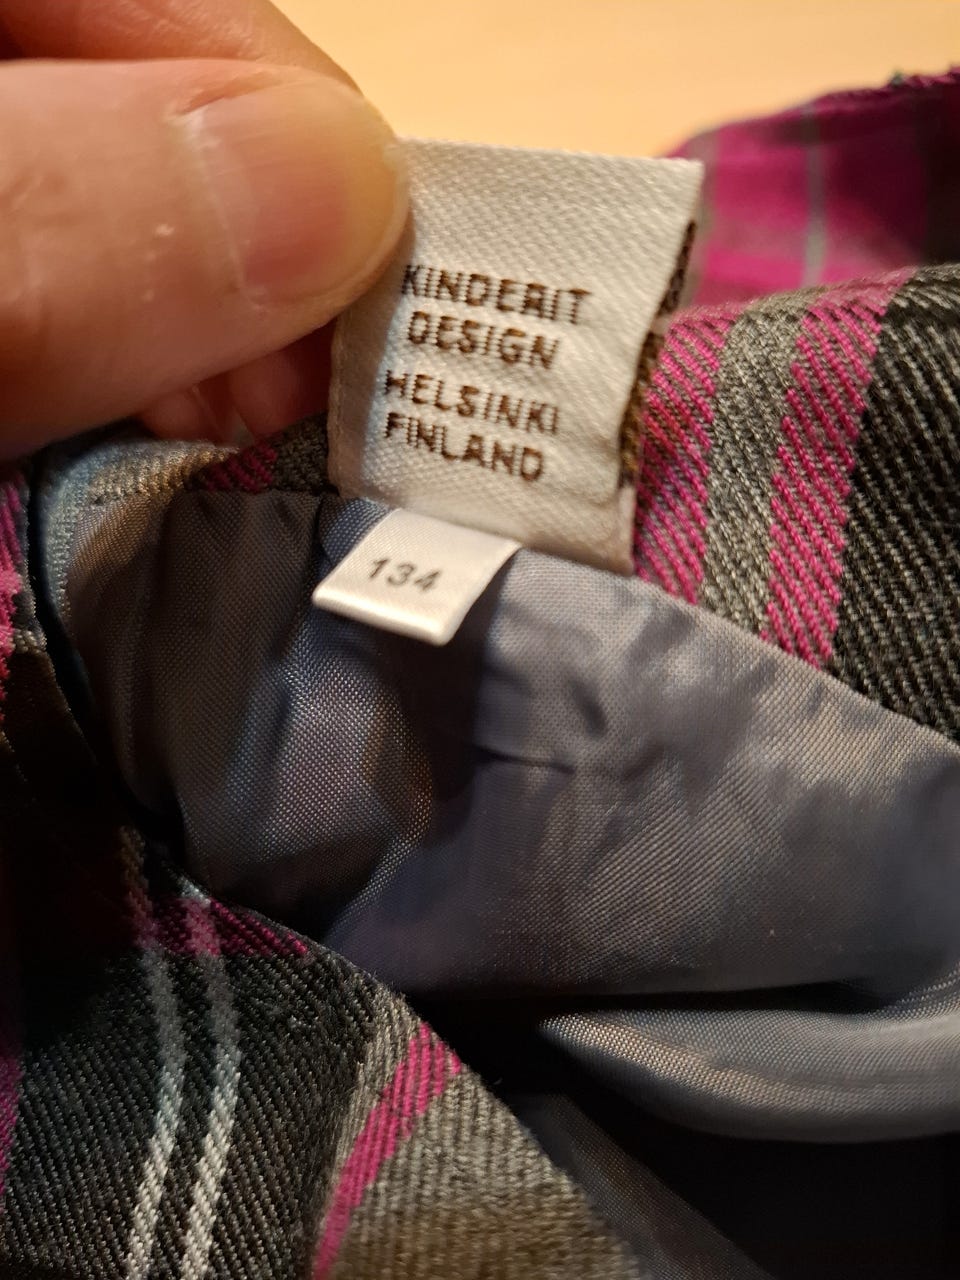 KINDERIT
DESIGN
HELSINKI
FINLAND
134